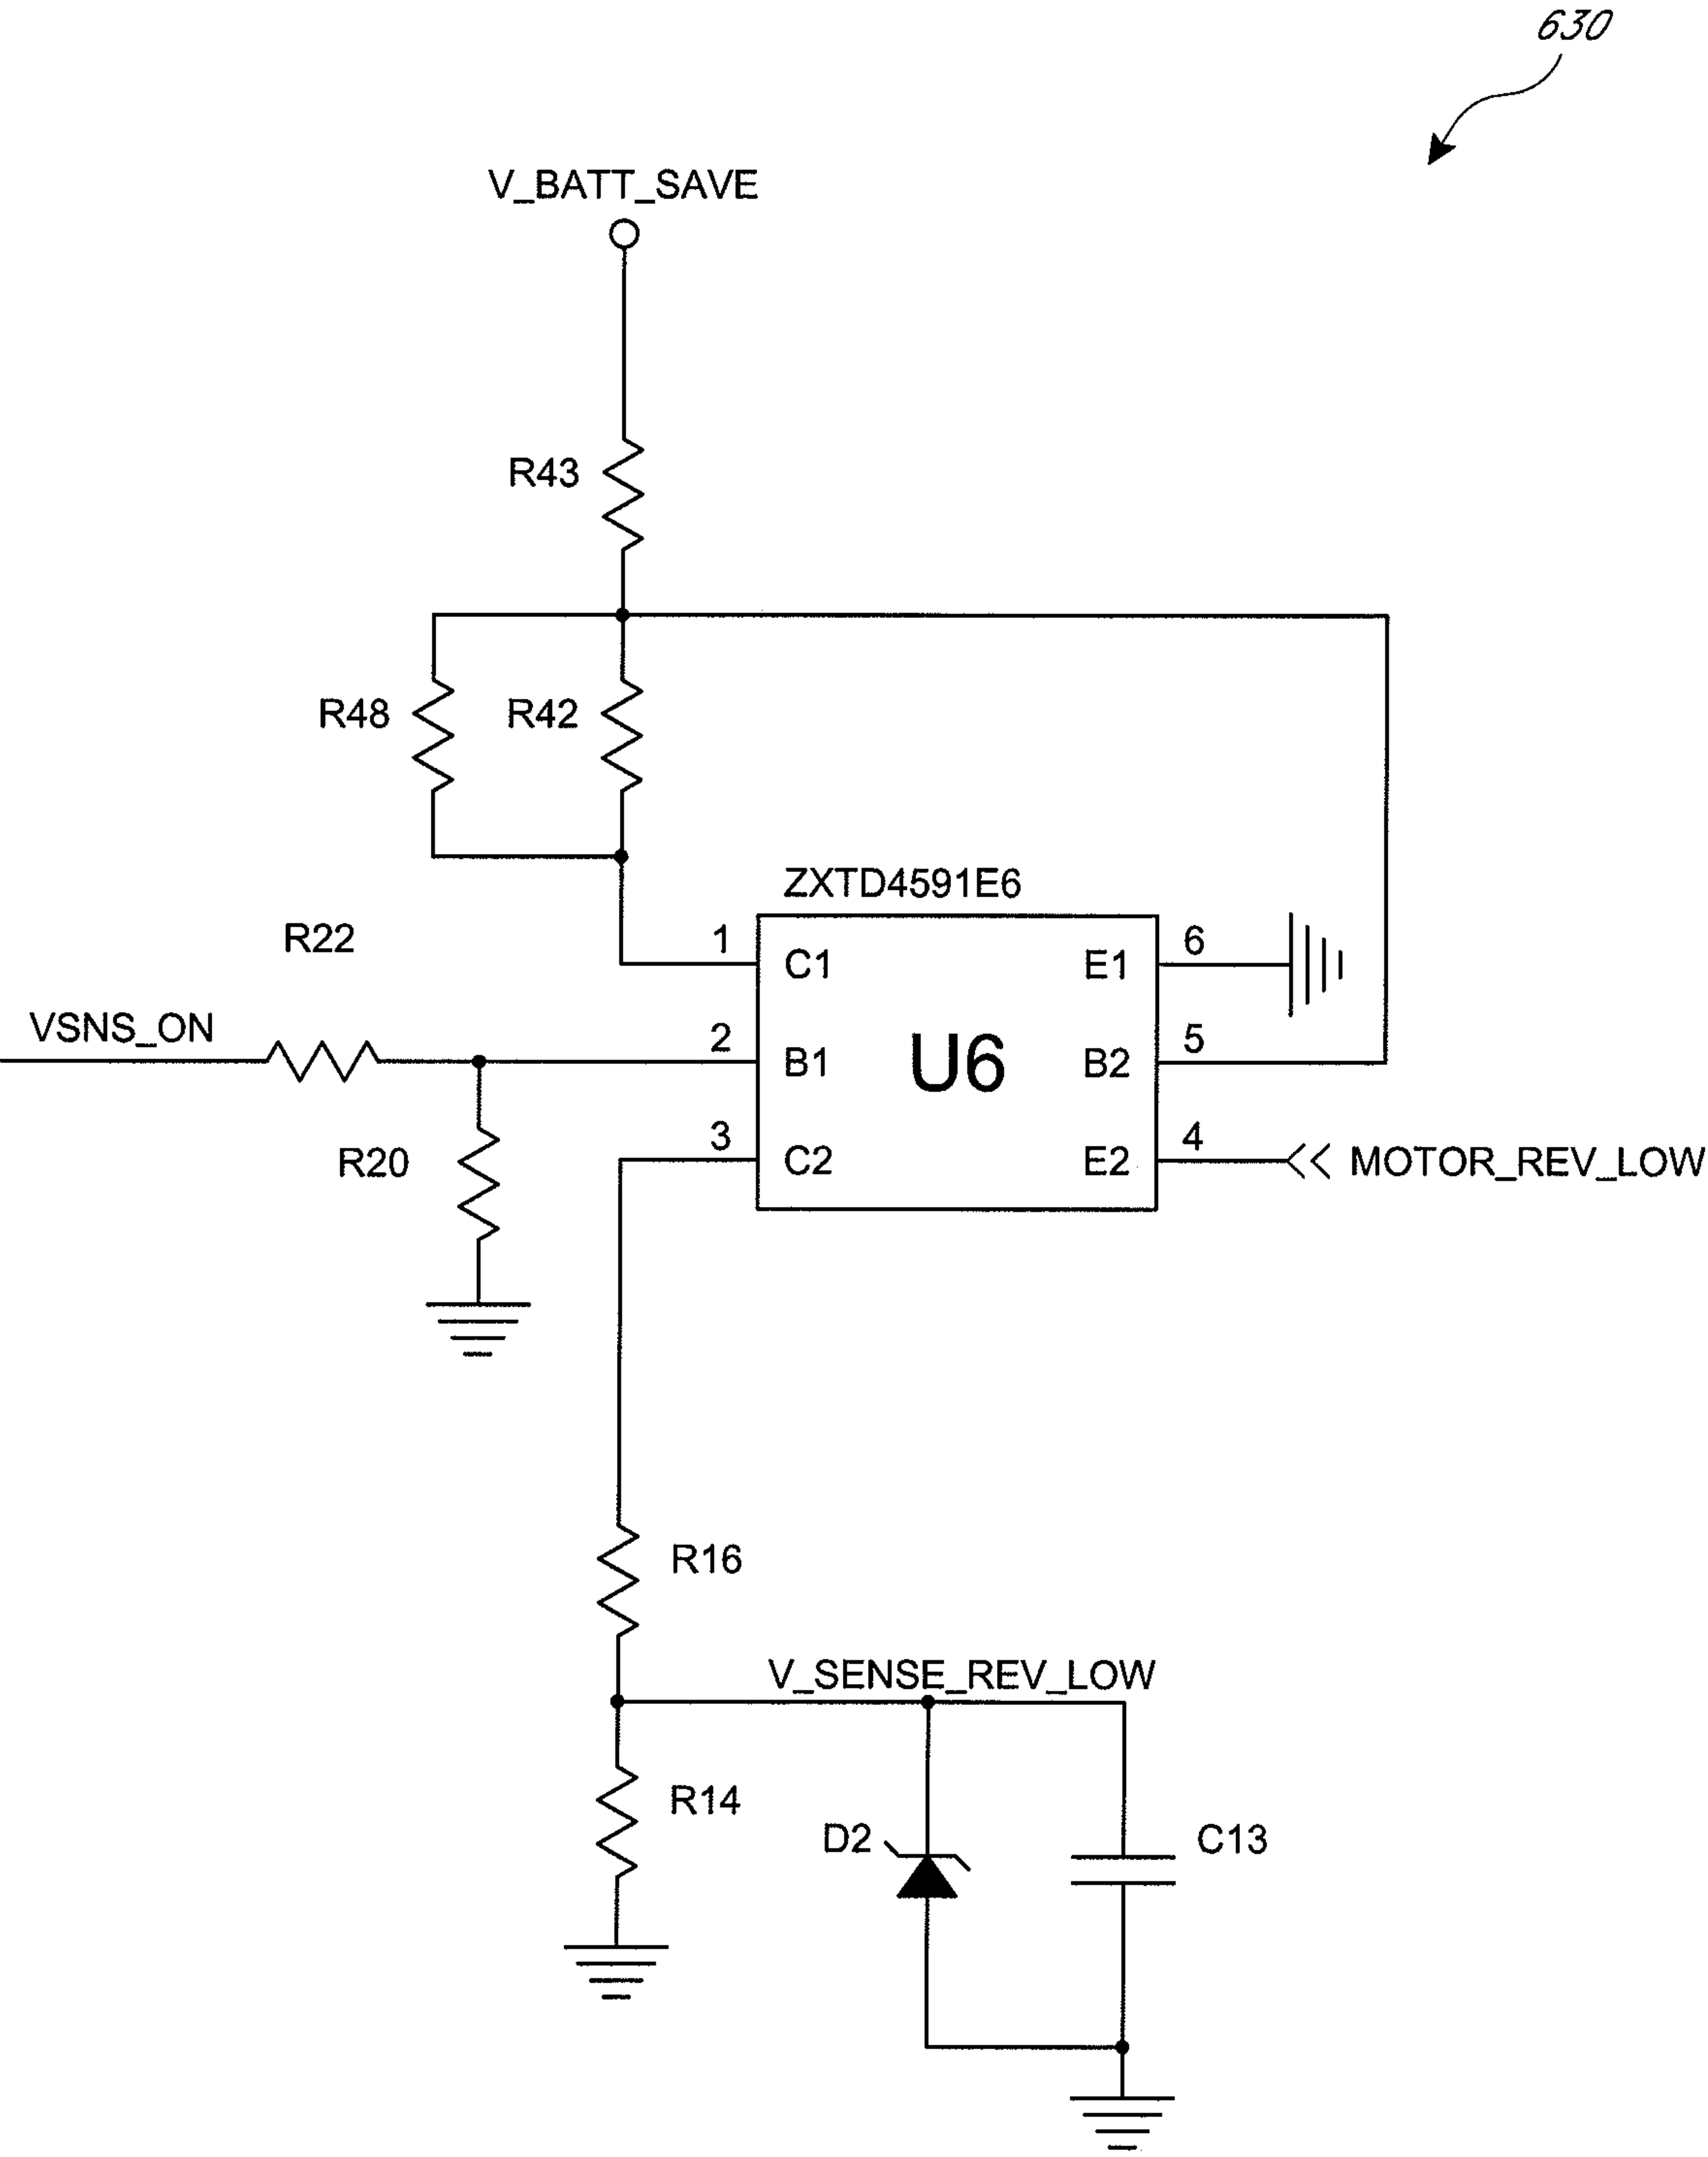 630
V_BATT_SAVE
R43
R48
R42
ZXTD4591E6
R22
1
C1
E1
6
VSNS_ON
2
B1
U6
B2
5
R20
3
C2
E2
4
MOTOR_REV_LOW
R16
V_SENSE_REV_LOW
R14
D2
C13